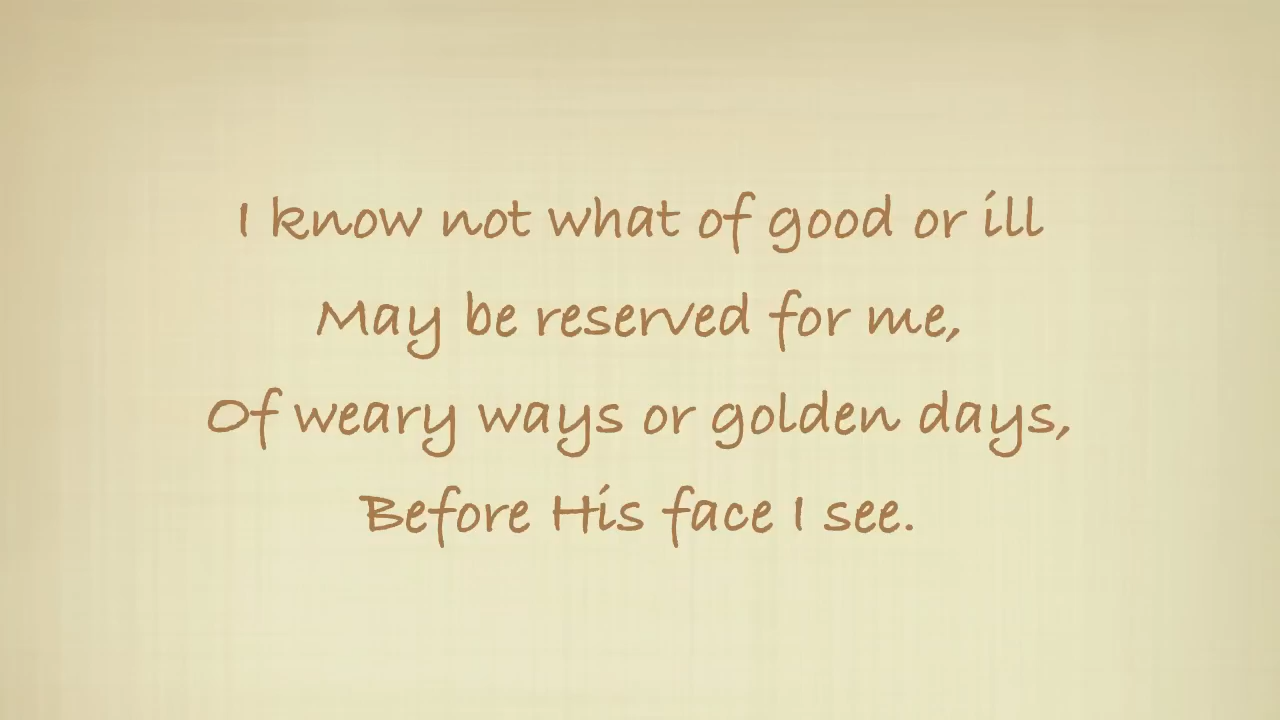 I know not what of good or ill
May be reserved for me,
Of weary ways or golden days,
Before His face I see.